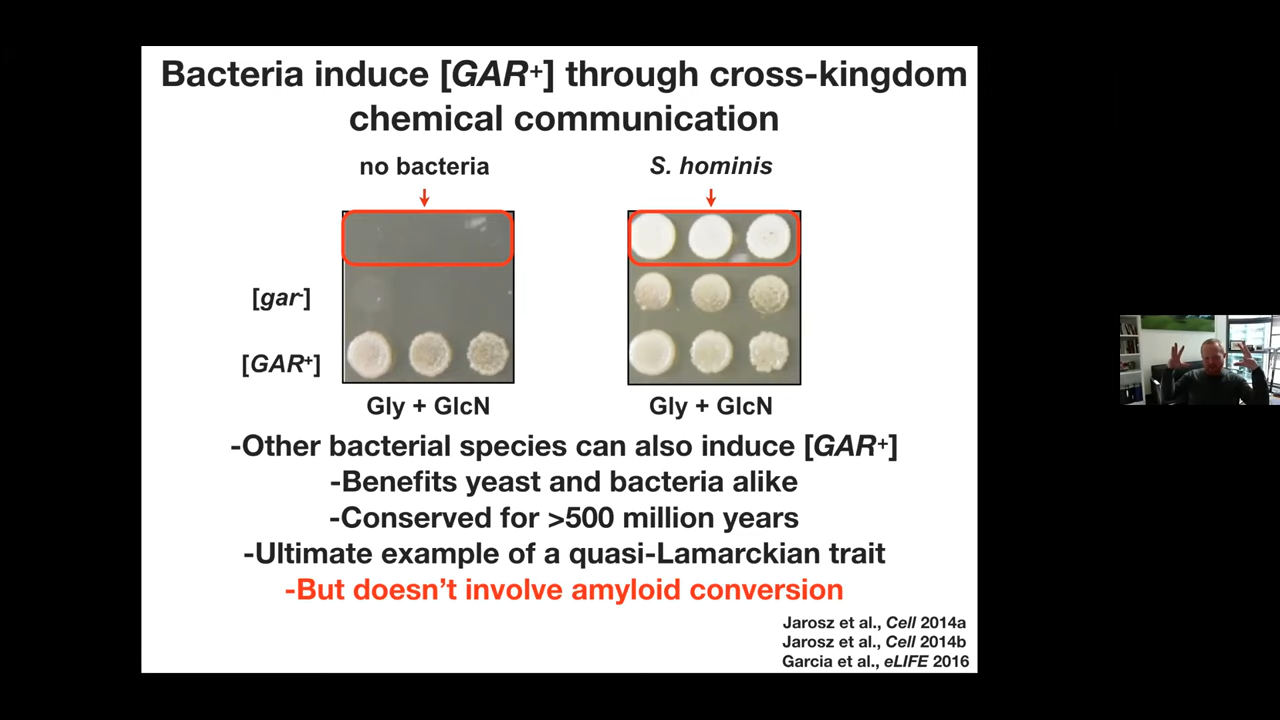 Bacteria induce [GAR+] through cross-kingdom
chemical communication
no bacteria
S. hominis
[gar-]
[GAR+]
Gly + GlcN
Gly + GlcN
-Other bacterial species can also induce [GAR+]
-Benefits yeast and bacteria alike
-Conserved for >500 million years
-Ultimate example of a quasi-Lamarckian trait
-But doesn’t involve amyloid conversion
Jarosz et al., Cell 2014a
Jarosz et al., Cell 2014b
Garcia et al., eLIFE 2016